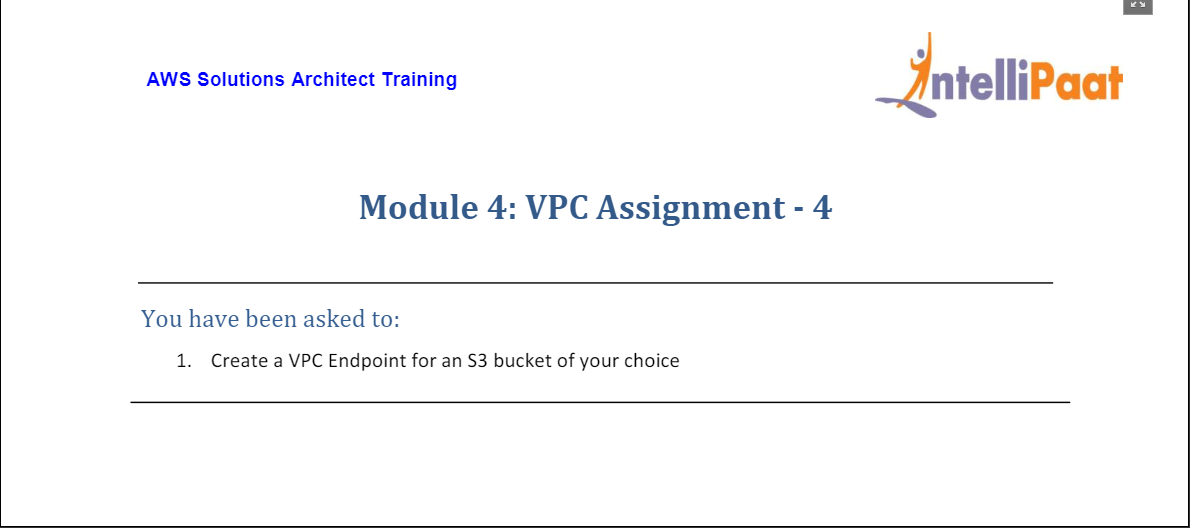 AWS Solutions Architect Training
IntelliPaat
Module 4: VPC Assignment - 4
You have been asked to:
1. Create a VPC Endpoint for an S3 bucket of your choice